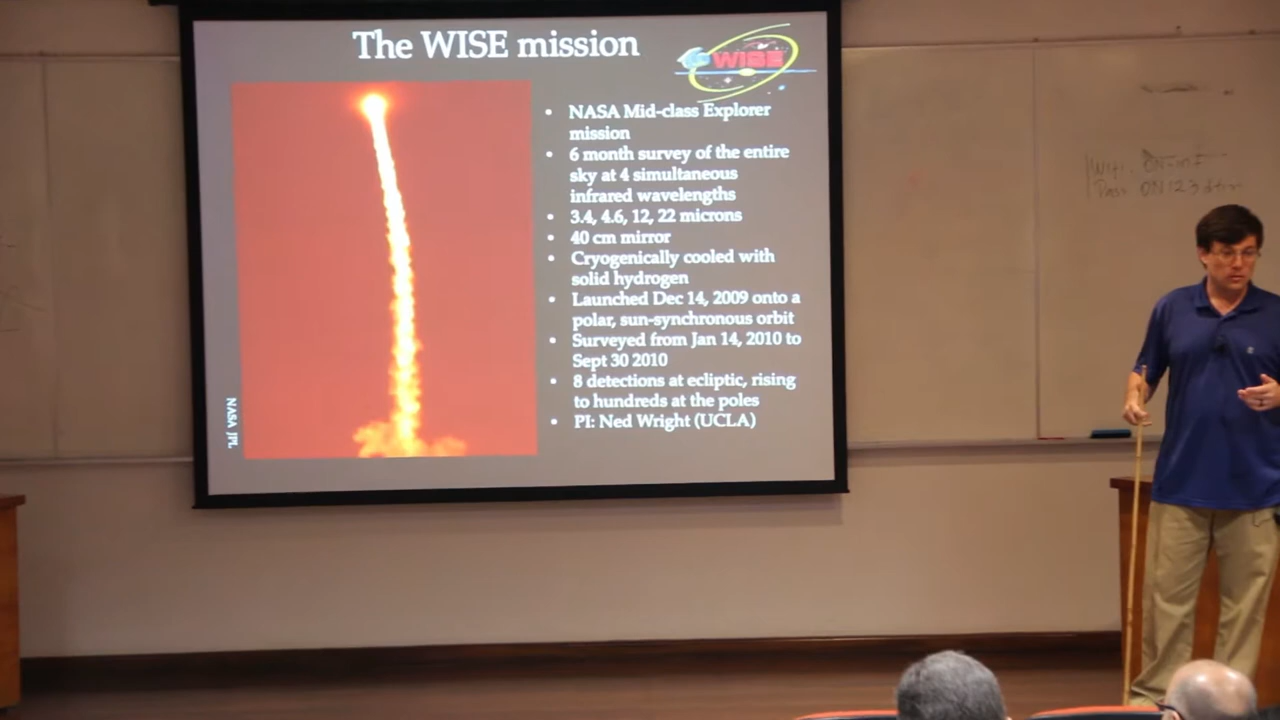 The WISE mission
WISE
• NASA Mid-class Explorer
mission
• 6 month survey of the entire
sky at 4 simultaneous
infrared wavelengths
• 3.4, 4.6, 12, 22 microns
• 40 cm mirror
• Cryogenically cooled with
solid hydrogen
• Launched Dec 14, 2009 onto a
polar, sun-synchronous orbit
• Surveyed from Jan 14, 2010 to
Sept 30 2010
• 8 detections at ecliptic, rising
to hundreds at the poles
• PI: Ned Wright (UCLA)
NASA JPL